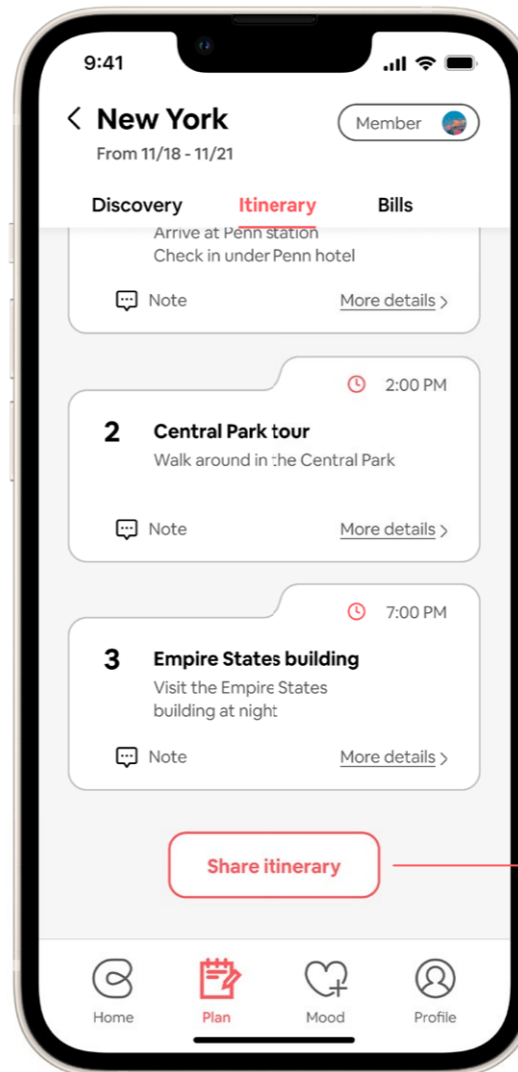 9:41
New York
Member
From 11/18 - 11/21
Discovery Itinerary Bills
Arrive at Penn station
Check in under Penn hotel
Note More details >
2:00 PM
2 Central Park tour
Walk around in the Central Park
Note More details >
7:00 PM
3 Empire States building
Visit the Empire States
building at night
Note More details >
Share itinerary
Home Plan Mood Profile